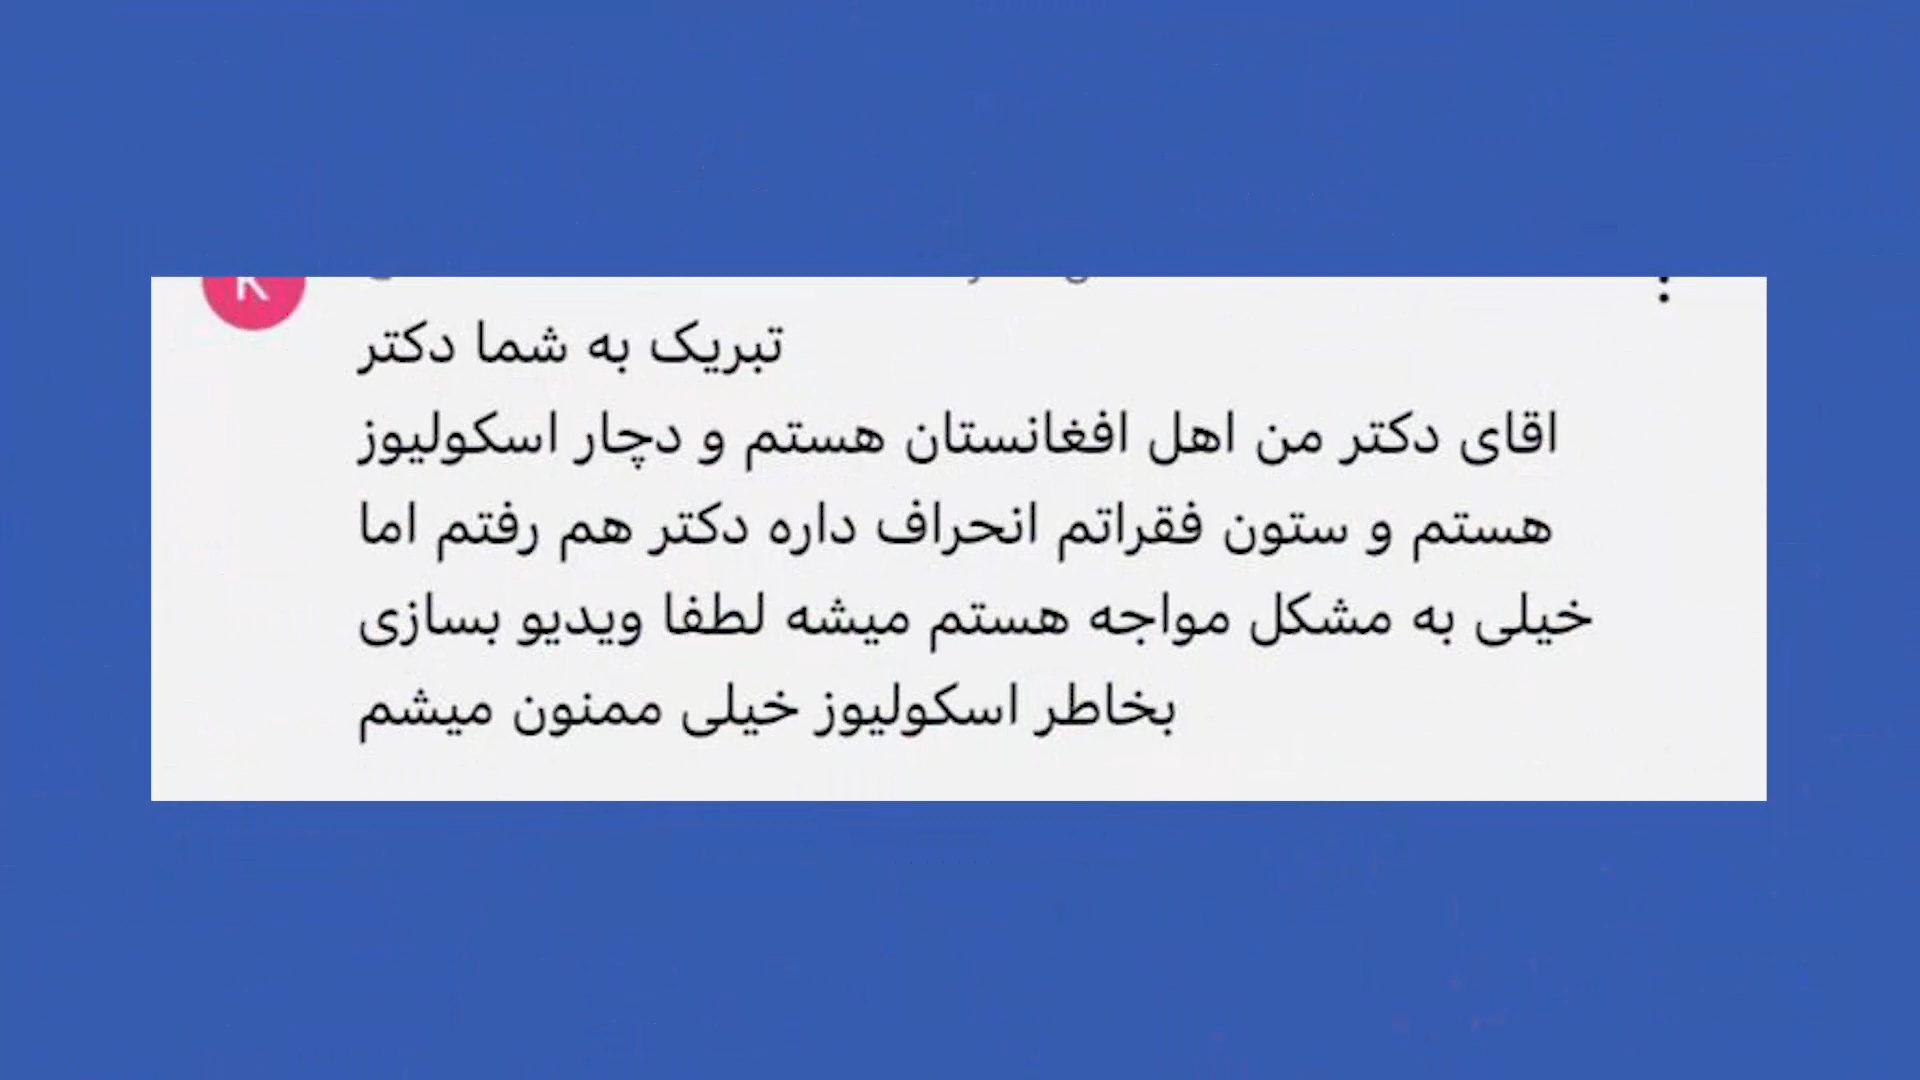 K
تبریک به شما دکتر
اقای دکتر من اهل افغانستان هستم و دچار اسکولیوز
هستم و ستون فقراتم انحراف داره دکتر هم رفتم اما
خیلی به مشکل مواجه هستم میشه لطفا ویدیو بسازی
بخاطر اسکولیوز خیلی ممنون میشم